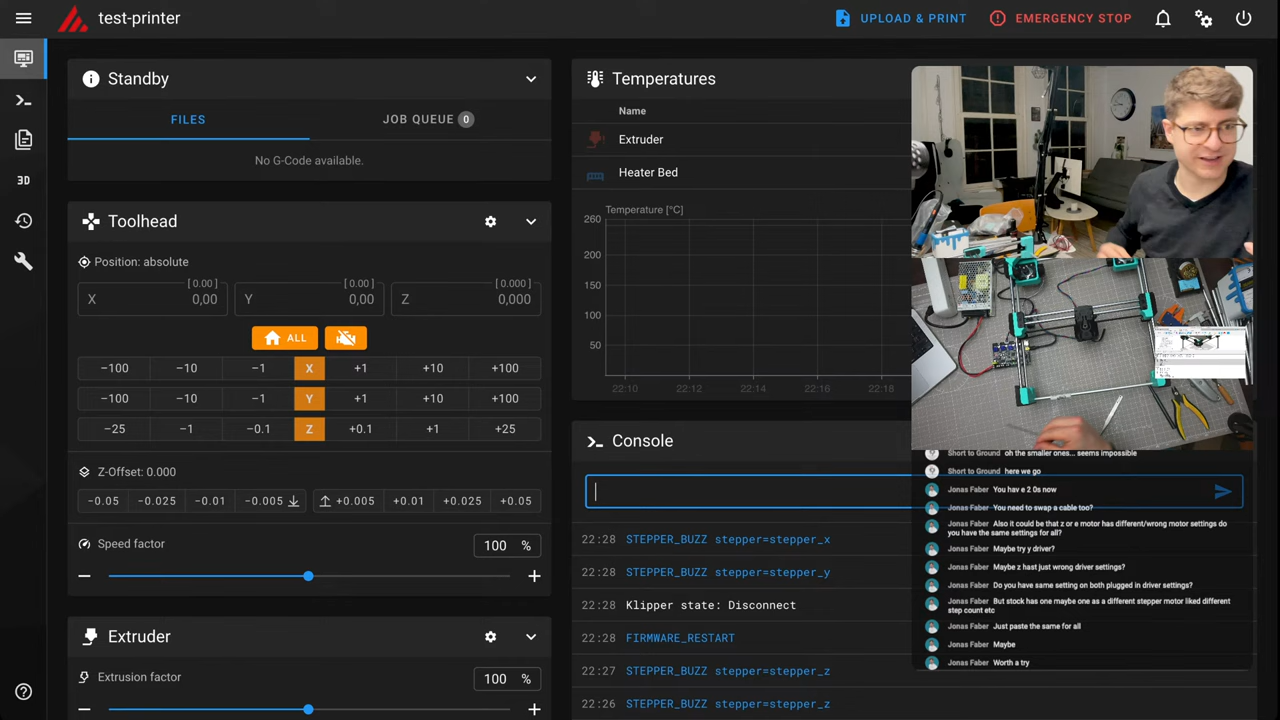 test-printer
UPLOAD & PRINT
EMERGENCY STOP
Standby
FILES
JOB QUEUE 0
No G-Code available.
Toolhead
Position: absolute
[ 0.00 ]
[ 0.00 ]
[ 0.000 ]
X 0,00
Y 0,00
Z 0,000
ALL
−100 −10 −1 X +1 +10 +100
−100 −10 −1 Y +1 +10 +100
−25 −1 −0.1 Z +0.1 +1 +25
Z-Offset: 0.000
−0.05 −0.025 −0.01 −0.005 +0.005 +0.01 +0.025 +0.05
Speed factor
100 %
Extruder
Extrusion factor
100 %
3D
Temperatures
Name
Extruder
Heater Bed
Temperature [°C]
260
200
150
100
50
22:10 22:12 22:14 22:16 22:18
Console
22:28 STEPPER_BUZZ stepper=stepper_x
22:28 STEPPER_BUZZ stepper=stepper_y
22:28 Klipper state: Disconnect
22:28 FIRMWARE_RESTART
22:27 STEPPER_BUZZ stepper=stepper_z
22:26 STEPPER_BUZZ stepper=stepper_z
Short to Ground oh the smaller ones... seems impossible
Short to Ground here we go
Jonas Faber You hav e 2 0s now
Jonas Faber You need to swap a cable too?
Jonas Faber Also it could be that z or e motor has different/wrong motor settings do
you have the same settings for all?
Jonas Faber Maybe try y driver?
Jonas Faber Maybe z hast just wrong driver settings?
Jonas Faber Do you have same setting on both plugged in driver settings?
Jonas Faber But stock has one maybe one as a different stepper motor liked different
step count etc
Jonas Faber Just paste the same for all
Jonas Faber Maybe
Jonas Faber Worth a try